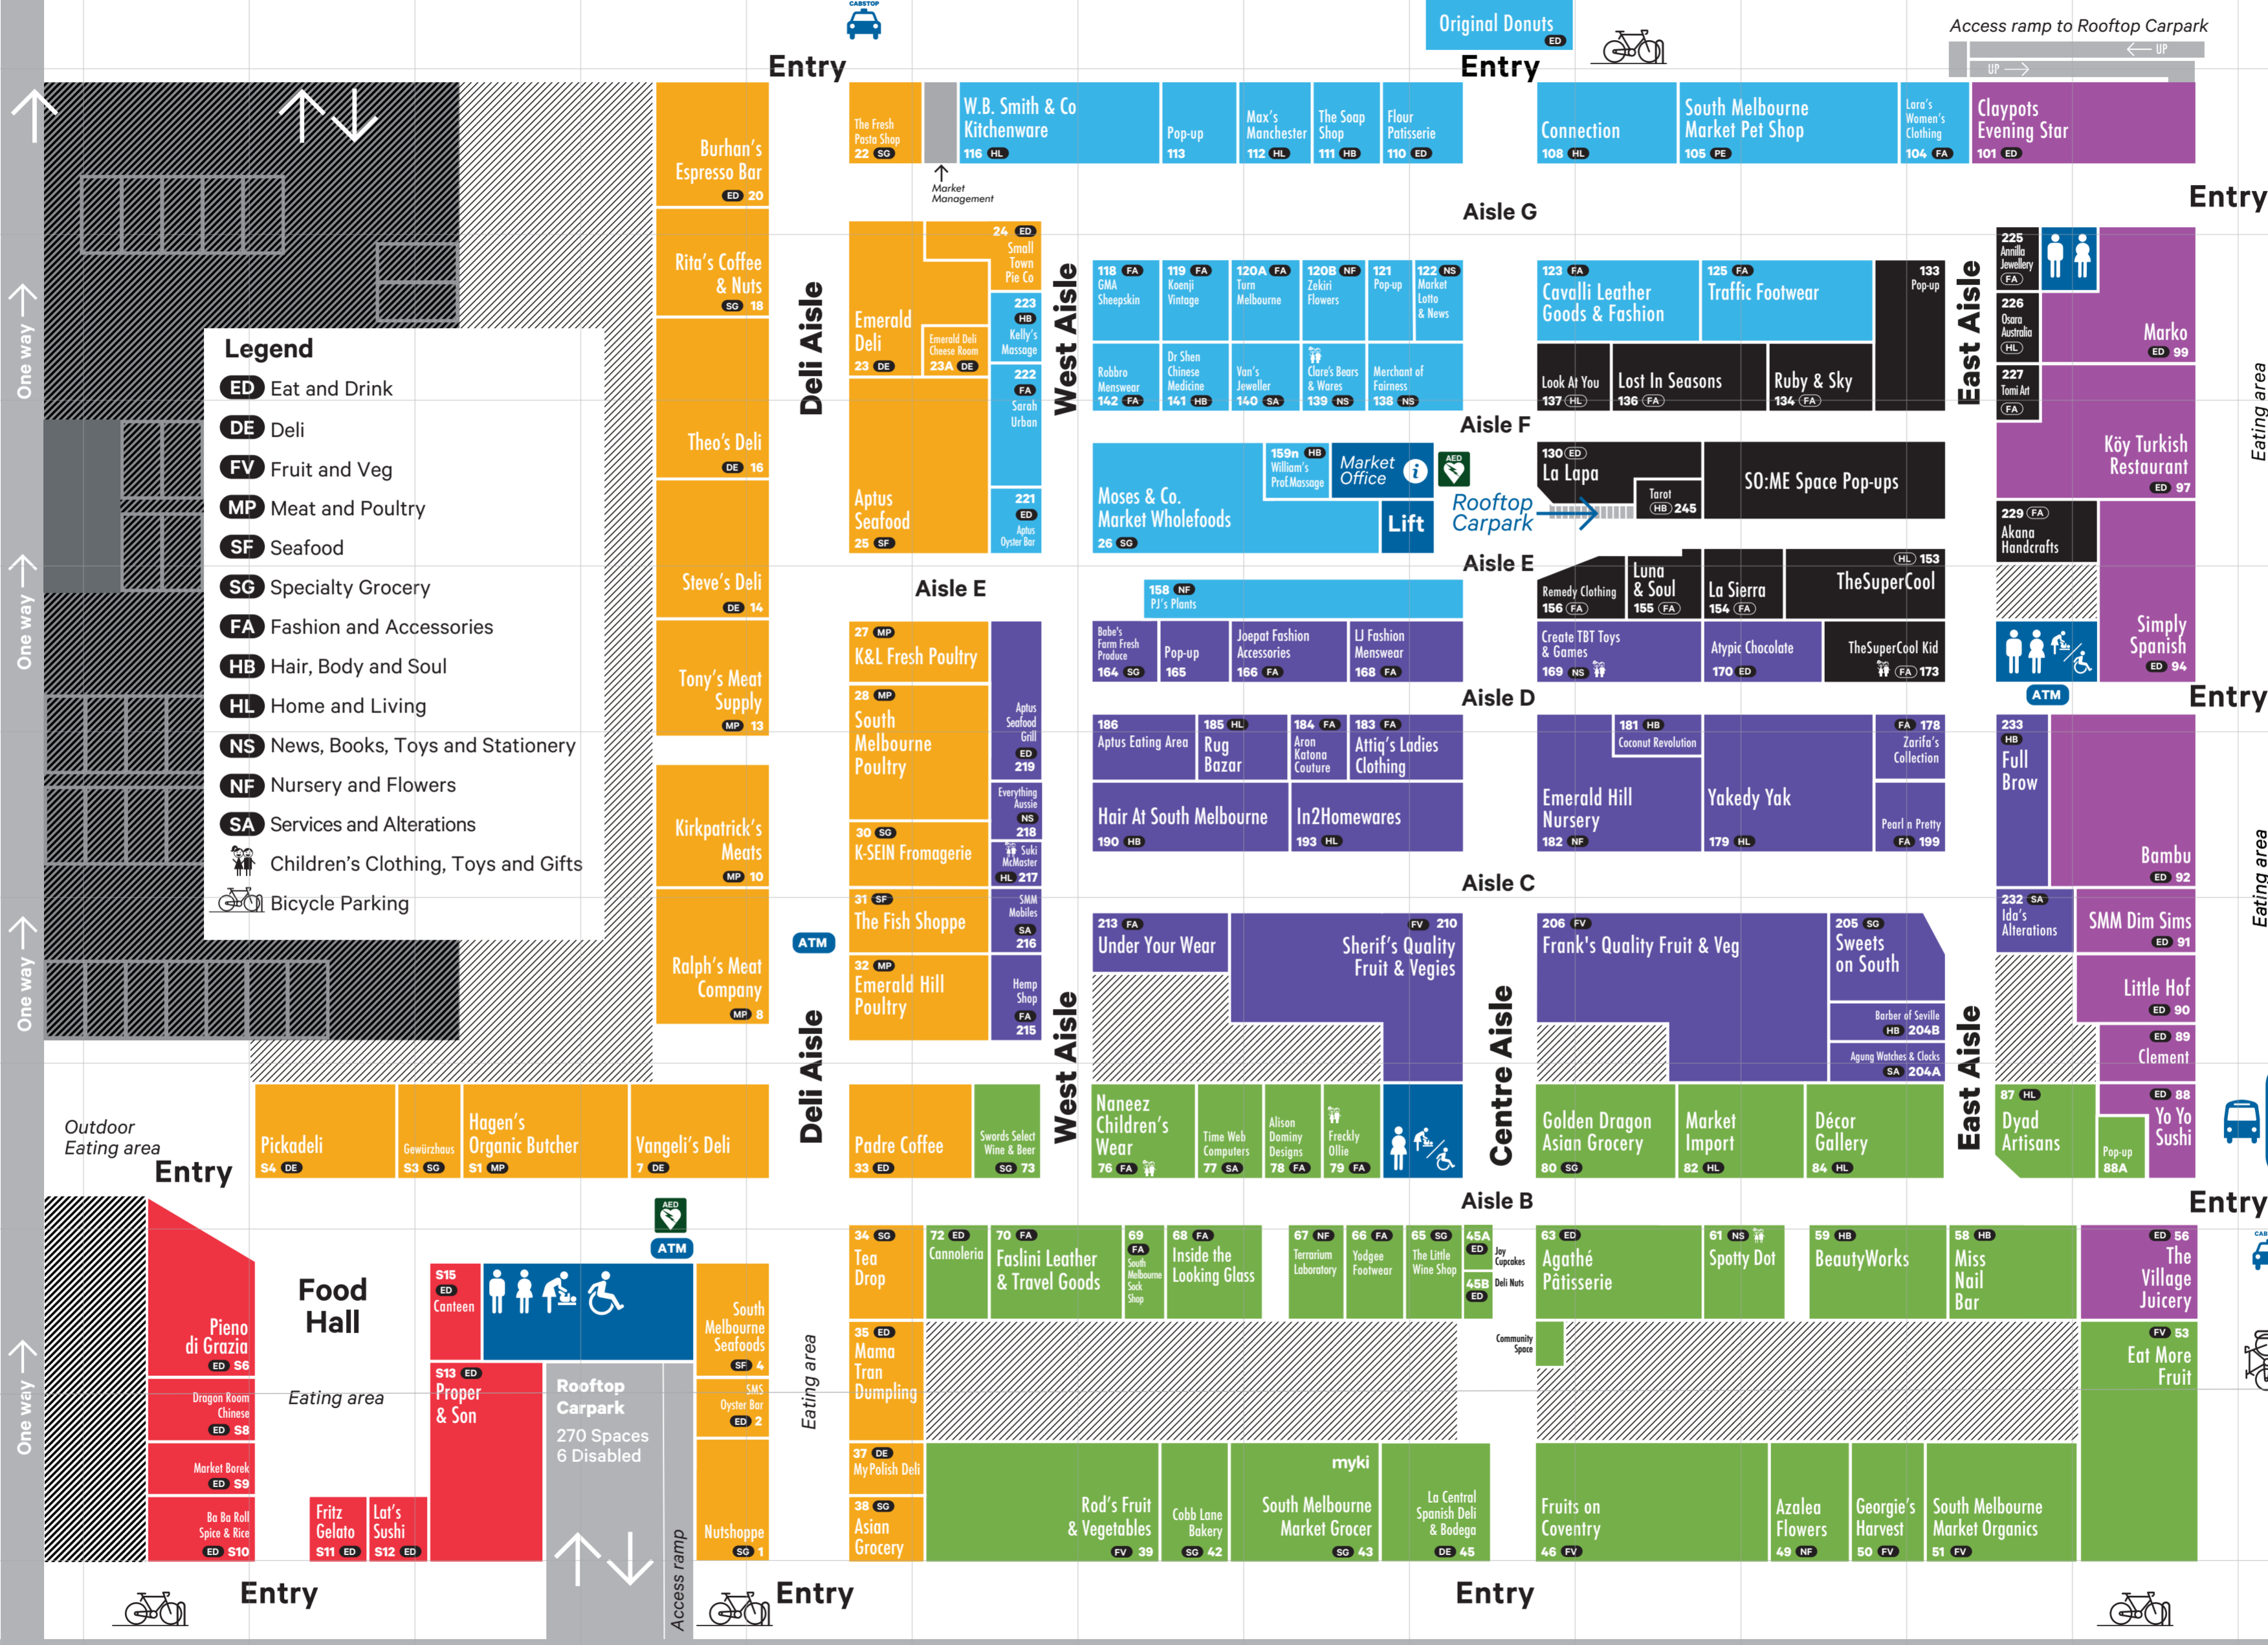 CABSTOP
Original Donuts
ED
Access ramp to Rooftop Carpark
← UP
UP →
Entry
Entry
Burhan's
Espresso Bar
ED 20
Rita's Coffee
& Nuts
SG 18
Theo's Deli
DE 16
Steve's Deli
DE 14
Tony's Meat
Supply
MP 13
Kirkpatrick's
Meats
MP 10
Ralph's Meat
Company
MP 8
The Fresh
Pasta Shop
22 SG
Market
Management
W.B. Smith & Co
Kitchenware
116 HL
Pop-up
113
Max's
Manchester
112 HL
The Soap
Shop
111 HB
Flour
Patisserie
110 ED
Connection
108 HL
South Melbourne
Market Pet Shop
105 PE
Lara's
Women's
Clothing
104 FA
Claypots
Evening Star
101 ED
Entry
Aisle G
One way
One way
One way
One way
Legend
ED Eat and Drink
DE Deli
FV Fruit and Veg
MP Meat and Poultry
SF Seafood
SG Specialty Grocery
FA Fashion and Accessories
HB Hair, Body and Soul
HL Home and Living
NS News, Books, Toys and Stationery
NF Nursery and Flowers
SA Services and Alterations
Children's Clothing, Toys and Gifts
Bicycle Parking
Deli Aisle
Emerald
Deli
23 DE
24 ED
Small
Town
Pie Co
Emerald Deli
Cheese Room
23A DE
223
HB
Kelly's
Massage
222
FA
Sarah
Urban
221
ED
Aptus
Oyster Bar
Aptus
Seafood
25 SF
West Aisle
118 FA
GMA
Sheepskin
119 FA
Koenji
Vintage
120A FA
Turn
Melbourne
120B NF
Zekiri
Flowers
121
Pop-up
122 NS
Market
Lotto
& News
Robbro
Menswear
142 FA
Dr Shen
Chinese
Medicine
141 HB
Van's
Jeweller
140 SA
Clare's Bears
& Wares
139 NS
Merchant of
Fairness
138 NS
123 FA
Cavalli Leather
Goods & Fashion
125 FA
Traffic Footwear
133
Pop-up
Look At You
137 HL
Lost In Seasons
136 FA
Ruby & Sky
134 FA
East Aisle
225
Annilla
Jewellery
FA
226
Osara
Australia
HL
227
Tomi Art
FA
Marko
ED 99
Köy Turkish
Restaurant
ED 97
Eating area
Aisle F
Moses & Co.
Market Wholefoods
26 SG
159n HB
William's
Prof.Massage
Market
Office
i
Lift
AED
Rooftop
Carpark
130 ED
La Lapa
Tarot
HB 245
SO:ME Space Pop-ups
229 FA
Akana
Handcrafts
Simply
Spanish
ED 94
Aisle E
Aisle E
158 NF
PJ's Plants
Remedy Clothing
156 FA
Luna
& Soul
155 FA
La Sierra
154 FA
HL 153
TheSuperCool
27 MP
K&L Fresh Poultry
28 MP
South
Melbourne
Poultry
30 SG
K-SEIN Fromagerie
31 SF
The Fish Shoppe
32 MP
Emerald Hill
Poultry
Aptus
Seafood
Grill
ED
219
Everything
Aussie
NS
218
Suki
McMaster
HL 217
SMM
Mobiles
SA
216
Hemp
Shop
FA
215
Babe's
Farm Fresh
Produce
164 SG
Pop-up
165
Joepat Fashion
Accessories
166 FA
LJ Fashion
Menswear
168 FA
Create TBT Toys
& Games
169 NS
Atypic Chocolate
170 ED
TheSuperCool Kid
FA 173
ATM
Aisle D
Entry
186
Aptus Eating Area
185 HL
Rug
Bazar
184 FA
Aron
Katona
Couture
183 FA
Attiq's Ladies
Clothing
Hair At South Melbourne
190 HB
In2Homewares
193 HL
Emerald Hill
Nursery
182 NF
181 HB
Coconut Revolution
Yakedy Yak
179 HL
FA 178
Zarifa's
Collection
Pearl n Pretty
FA 199
233
HB
Full
Brow
Bambu
ED 92
Eating area
Aisle C
ATM
213 FA
Under Your Wear
FV 210
Sherif's Quality
Fruit & Vegies
206 FV
Frank's Quality Fruit & Veg
205 SG
Sweets
on South
Barber of Seville
HB 204B
Agung Watches & Clocks
SA 204A
232 SA
Ida's
Alterations
SMM Dim Sims
ED 91
Little Hof
ED 90
ED 89
Clement
Deli Aisle
West Aisle
Centre Aisle
East Aisle
Outdoor
Eating area
Entry
Pickadeli
S4 DE
Gewürzhaus
S3 SG
Hagen's
Organic Butcher
S1 MP
Vangeli's Deli
7 DE
Padre Coffee
33 ED
Swords Select
Wine & Beer
SG 73
Naneez
Children's
Wear
76 FA
Time Web
Computers
77 SA
Alison
Dominy
Designs
78 FA
Freckly
Ollie
79 FA
Golden Dragon
Asian Grocery
80 SG
Market
Import
82 HL
Décor
Gallery
84 HL
87 HL
Dyad
Artisans
Pop-up
88A
ED 88
Yo Yo
Sushi
Aisle B
Entry
Pieno
di Grazia
ED S6
Dragon Room
Chinese
ED S8
Market Borek
ED S9
Ba Ba Roll
Spice & Rice
ED S10
Food
Hall
Eating area
Fritz
Gelato
S11 ED
Lat's
Sushi
S12 ED
S15
ED
Canteen
S13 ED
Proper
& Son
AED
ATM
Rooftop
Carpark
270 Spaces
6 Disabled
Access ramp
South
Melbourne
Seafoods
SF 4
SMS
Oyster Bar
ED 2
Nutshoppe
SG 1
Eating area
34 SG
Tea
Drop
35 ED
Mama
Tran
Dumpling
37 DE
My Polish Deli
38 SG
Asian
Grocery
72 ED
Cannoleria
70 FA
Faslini Leather
& Travel Goods
69
FA
South
Melbourne
Sock
Shop
68 FA
Inside the
Looking Glass
67 NF
Terrarium
Laboratory
66 FA
Yodgee
Footwear
65 SG
The Little
Wine Shop
45A
ED
Joy
Cupcakes
45B
ED
Deli Nuts
63 ED
Agathé
Pâtisserie
61 NS
Spotty Dot
59 HB
BeautyWorks
58 HB
Miss
Nail
Bar
ED 56
The
Village
Juicery
CAB
Community
Space
FV 53
Eat More
Fruit
Rod's Fruit
& Vegetables
FV 39
Cobb Lane
Bakery
SG 42
myki
South Melbourne
Market Grocer
SG 43
La Central
Spanish Deli
& Bodega
DE 45
Fruits on
Coventry
46 FV
Azalea
Flowers
49 NF
Georgie's
Harvest
50 FV
South Melbourne
Market Organics
51 FV
Entry
Entry
Entry